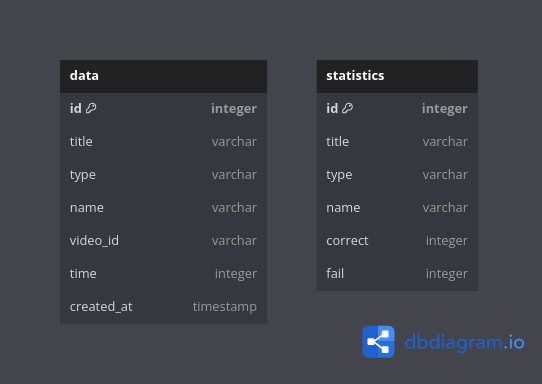 data
id integer
title varchar
type varchar
name varchar
video_id varchar
time integer
created_at timestamp
statistics
id integer
title varchar
type varchar
name varchar
correct integer
fail integer
dbdiagram.io